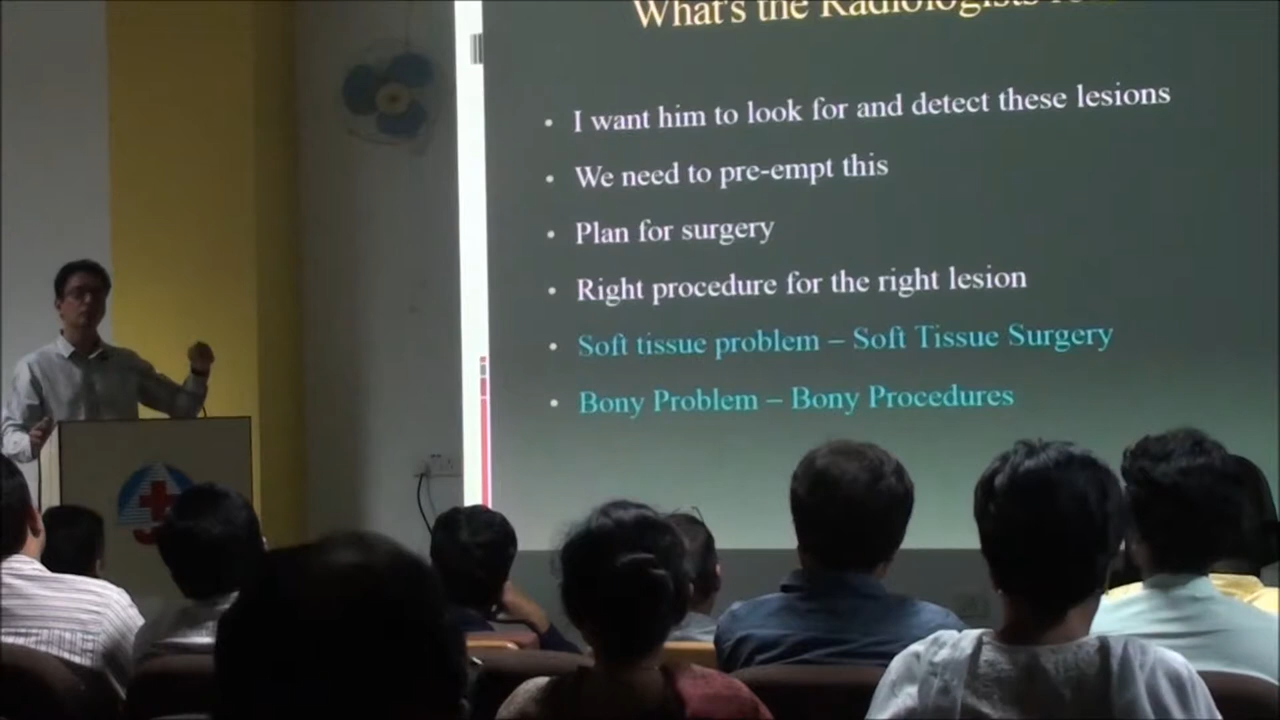 What's the Radiologists
• I want him to look for and detect these lesions
• We need to pre-empt this
• Plan for surgery
• Right procedure for the right lesion
• Soft tissue problem – Soft Tissue Surgery
• Bony Problem – Bony Procedures